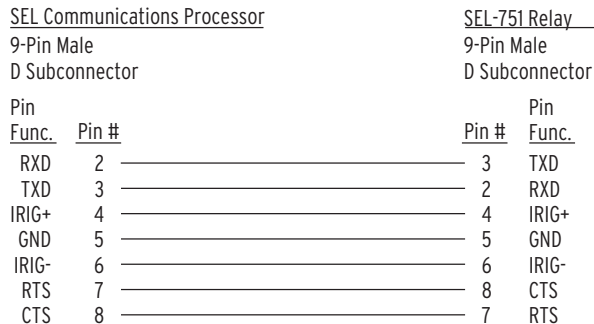 SEL Communications Processor SEL-751 Relay
9-Pin Male 9-Pin Male
D Subconnector D Subconnector
Pin Pin
Func. Pin # Pin # Func.
RXD 2 3 TXD
TXD 3 2 RXD
IRIG+ 4 4 IRIG+
GND 5 5 GND
IRIG- 6 6 IRIG-
RTS 7 8 CTS
CTS 8 7 RTS